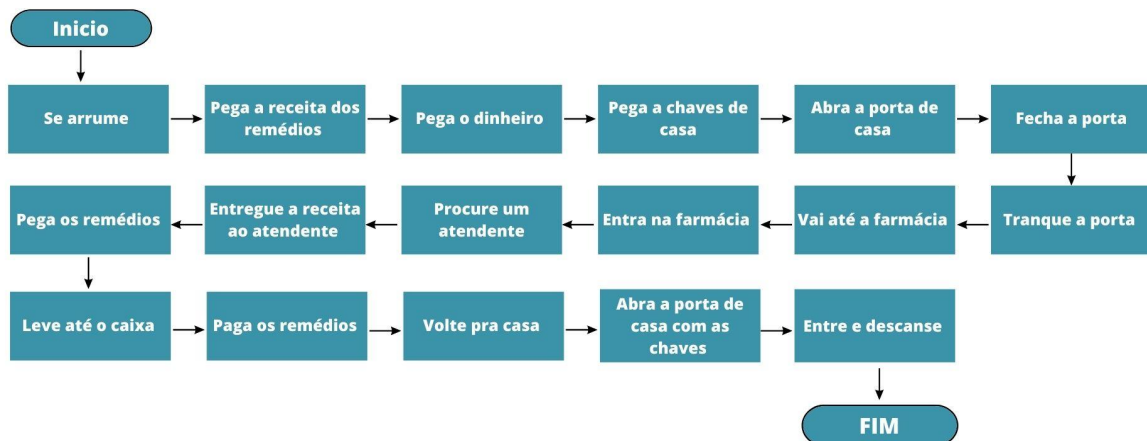 Inicio
Se arrume
Pega a receita dos
remédios
Pega o dinheiro
Pega a chaves de
casa
Abra a porta de
casa
Fecha a porta
Tranque a porta
Vai até a farmácia
Entra na farmácia
Procure um
atendente
Entregue a receita
ao atendente
Pega os remédios
Leve até o caixa
Paga os remédios
Volte pra casa
Abra a porta de
casa com as
chaves
Entre e descanse
FIM